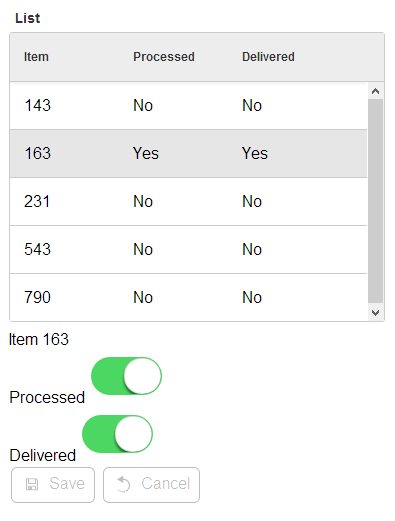 List
Item Processed Delivered
143 No No
163 Yes Yes
231 No No
543 No No
790 No No
Item 163
Processed
Delivered
Save Cancel